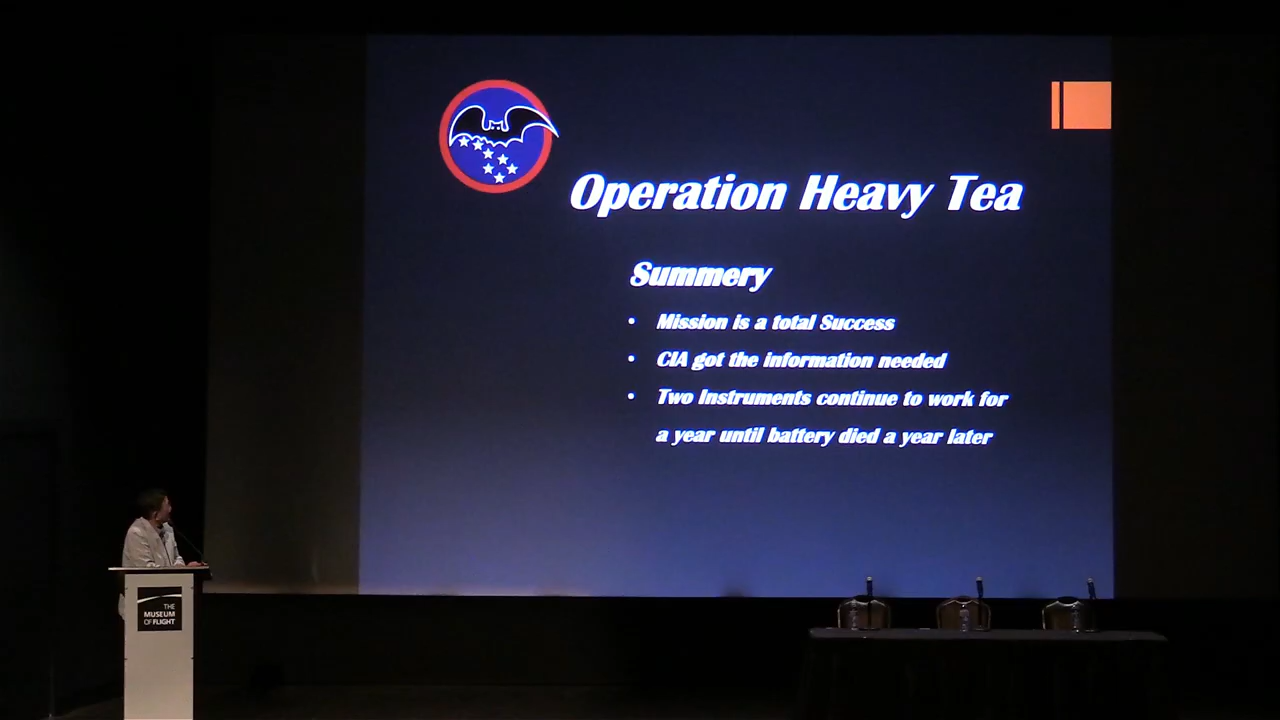 Operation Heavy Tea
Summery
• Mission is a total Success
• CIA got the information needed
• Two Instruments continue to work for
a year until battery died a year later
THE
MUSEUM
OF FLIGHT